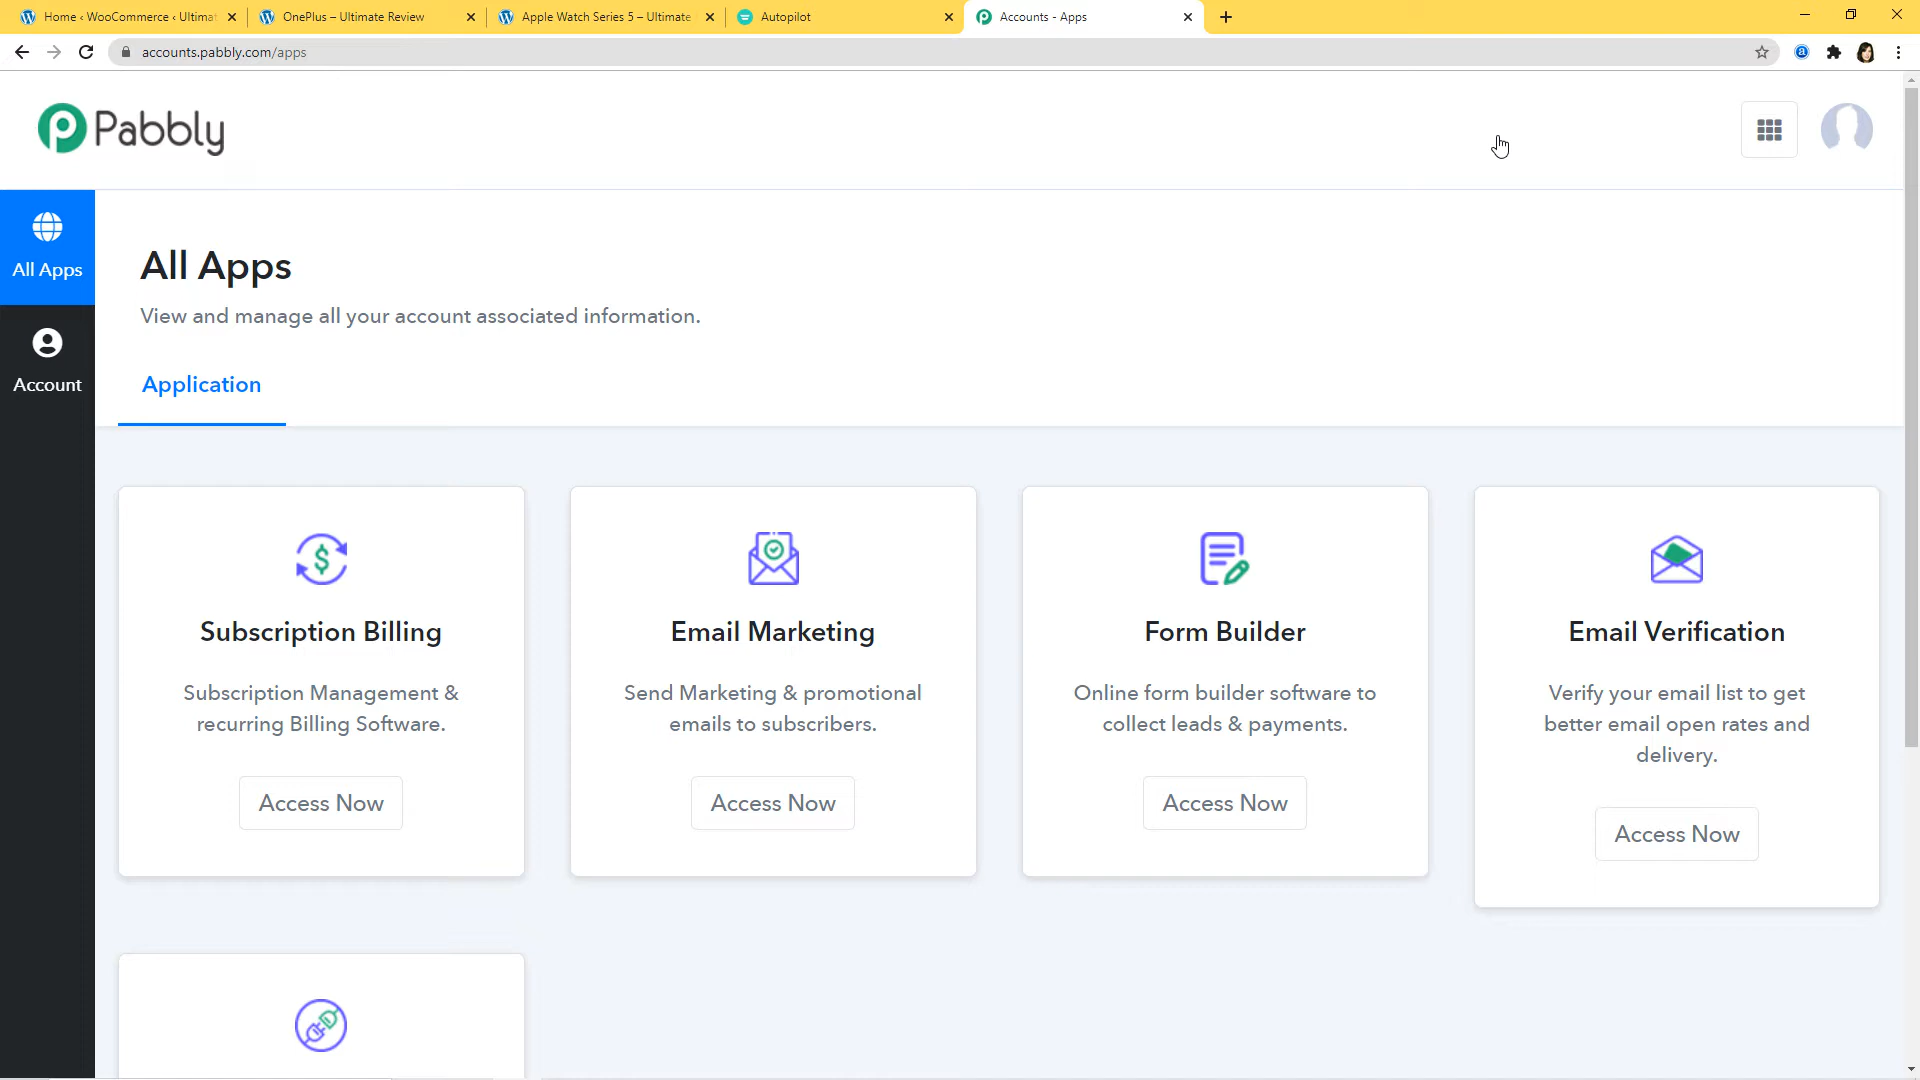 Home ‹ WooCommerce ‹ Ultimat
OnePlus – Ultimate Review
Apple Watch Series 5 – Ultimate
Autopilot
Accounts - Apps
accounts.pabbly.com/apps
Pabbly
All Apps
Account
All Apps
View and manage all your account associated information.
Application
Subscription Billing
Subscription Management &
recurring Billing Software.
Access Now
Email Marketing
Send Marketing & promotional
emails to subscribers.
Access Now
Form Builder
Online form builder software to
collect leads & payments.
Access Now
Email Verification
Verify your email list to get
better email open rates and
delivery.
Access Now